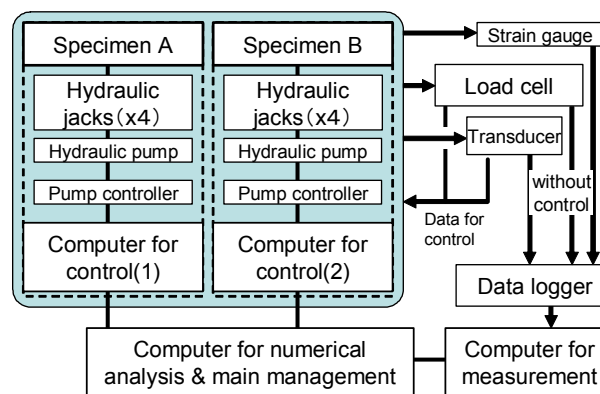 Specimen A
Hydraulic
jacks(x4)
Hydraulic pump
Pump controller
Computer for
control(1)
Specimen B
Hydraulic
jacks(x4)
Hydraulic pump
Pump controller
Computer for
control(2)
Strain gauge
Load cell
Transducer
without
control
Data for
control
Data logger
Computer for numerical
analysis & main management
Computer for
measurement